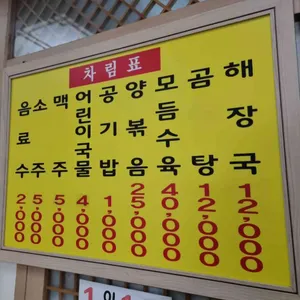 차림표
해장국 12,000
곰탕 12,000
모듬수육 40,000
양볶음 25,000
공기밥 1,000
어린이국물 4,000
맥주 5,000
소주 5,000
음료수 2,000
1인